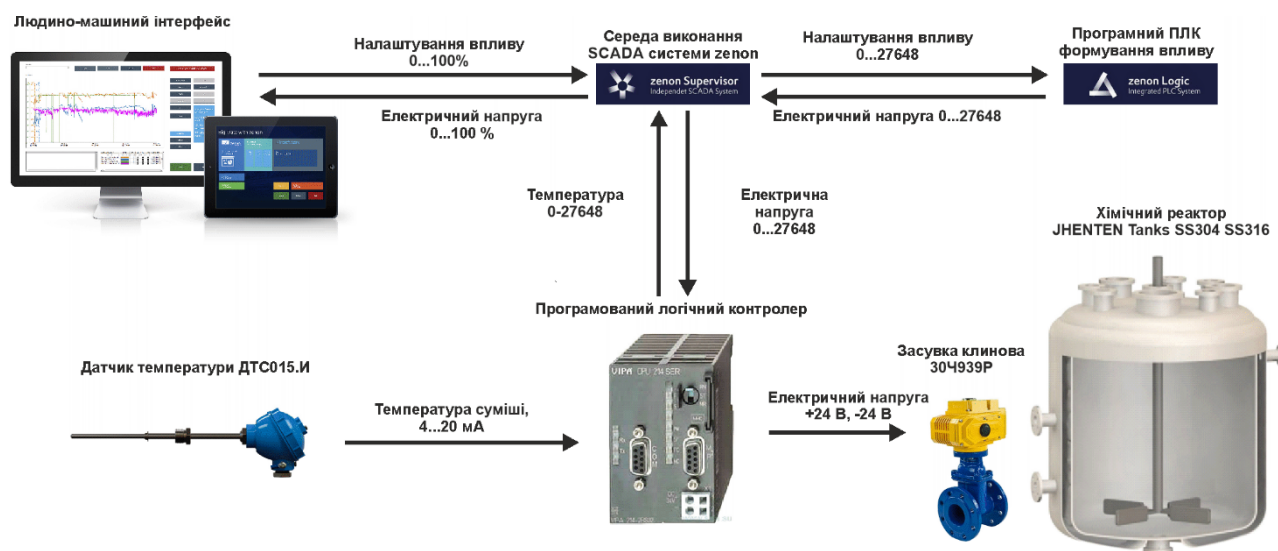 Людино-машиний інтерфейс
Налаштування впливу
0...100%
Електричний напруга
0...100 %
Середа виконання
SCADA системи zenon
zenon Supervisor
Independer SCADA System
Налаштування впливу
0...27648
Електричний напруга 0...27648
Програмний ПЛК
формування впливу
zenon Logic
Integrated PLC System
Температура
0-27648
Електрична
напруга
0...27648
Хімічний реактор
JHENTEN Tanks SS304 SS316
Програмований логічний контролер
VIPA CPU 214 SER
Датчик температури ДТС015.И
Температура суміші,
4...20 мА
Електричний напруга
+24 В, -24 В
Засувка клинова
30Ч939Р